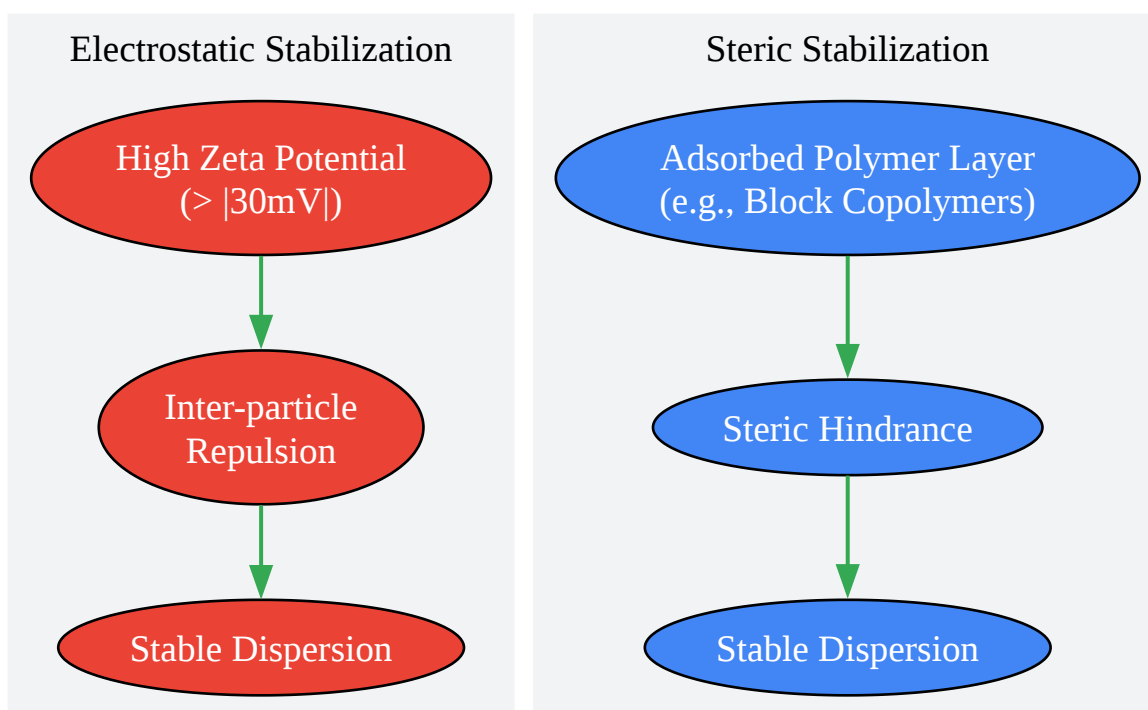 Electrostatic Stabilization
High Zeta Potential
(> |30mV|)
Inter-particle
Repulsion
Stable Dispersion
Steric Stabilization
Adsorbed Polymer Layer
(e.g., Block Copolymers)
Steric Hindrance
Stable Dispersion